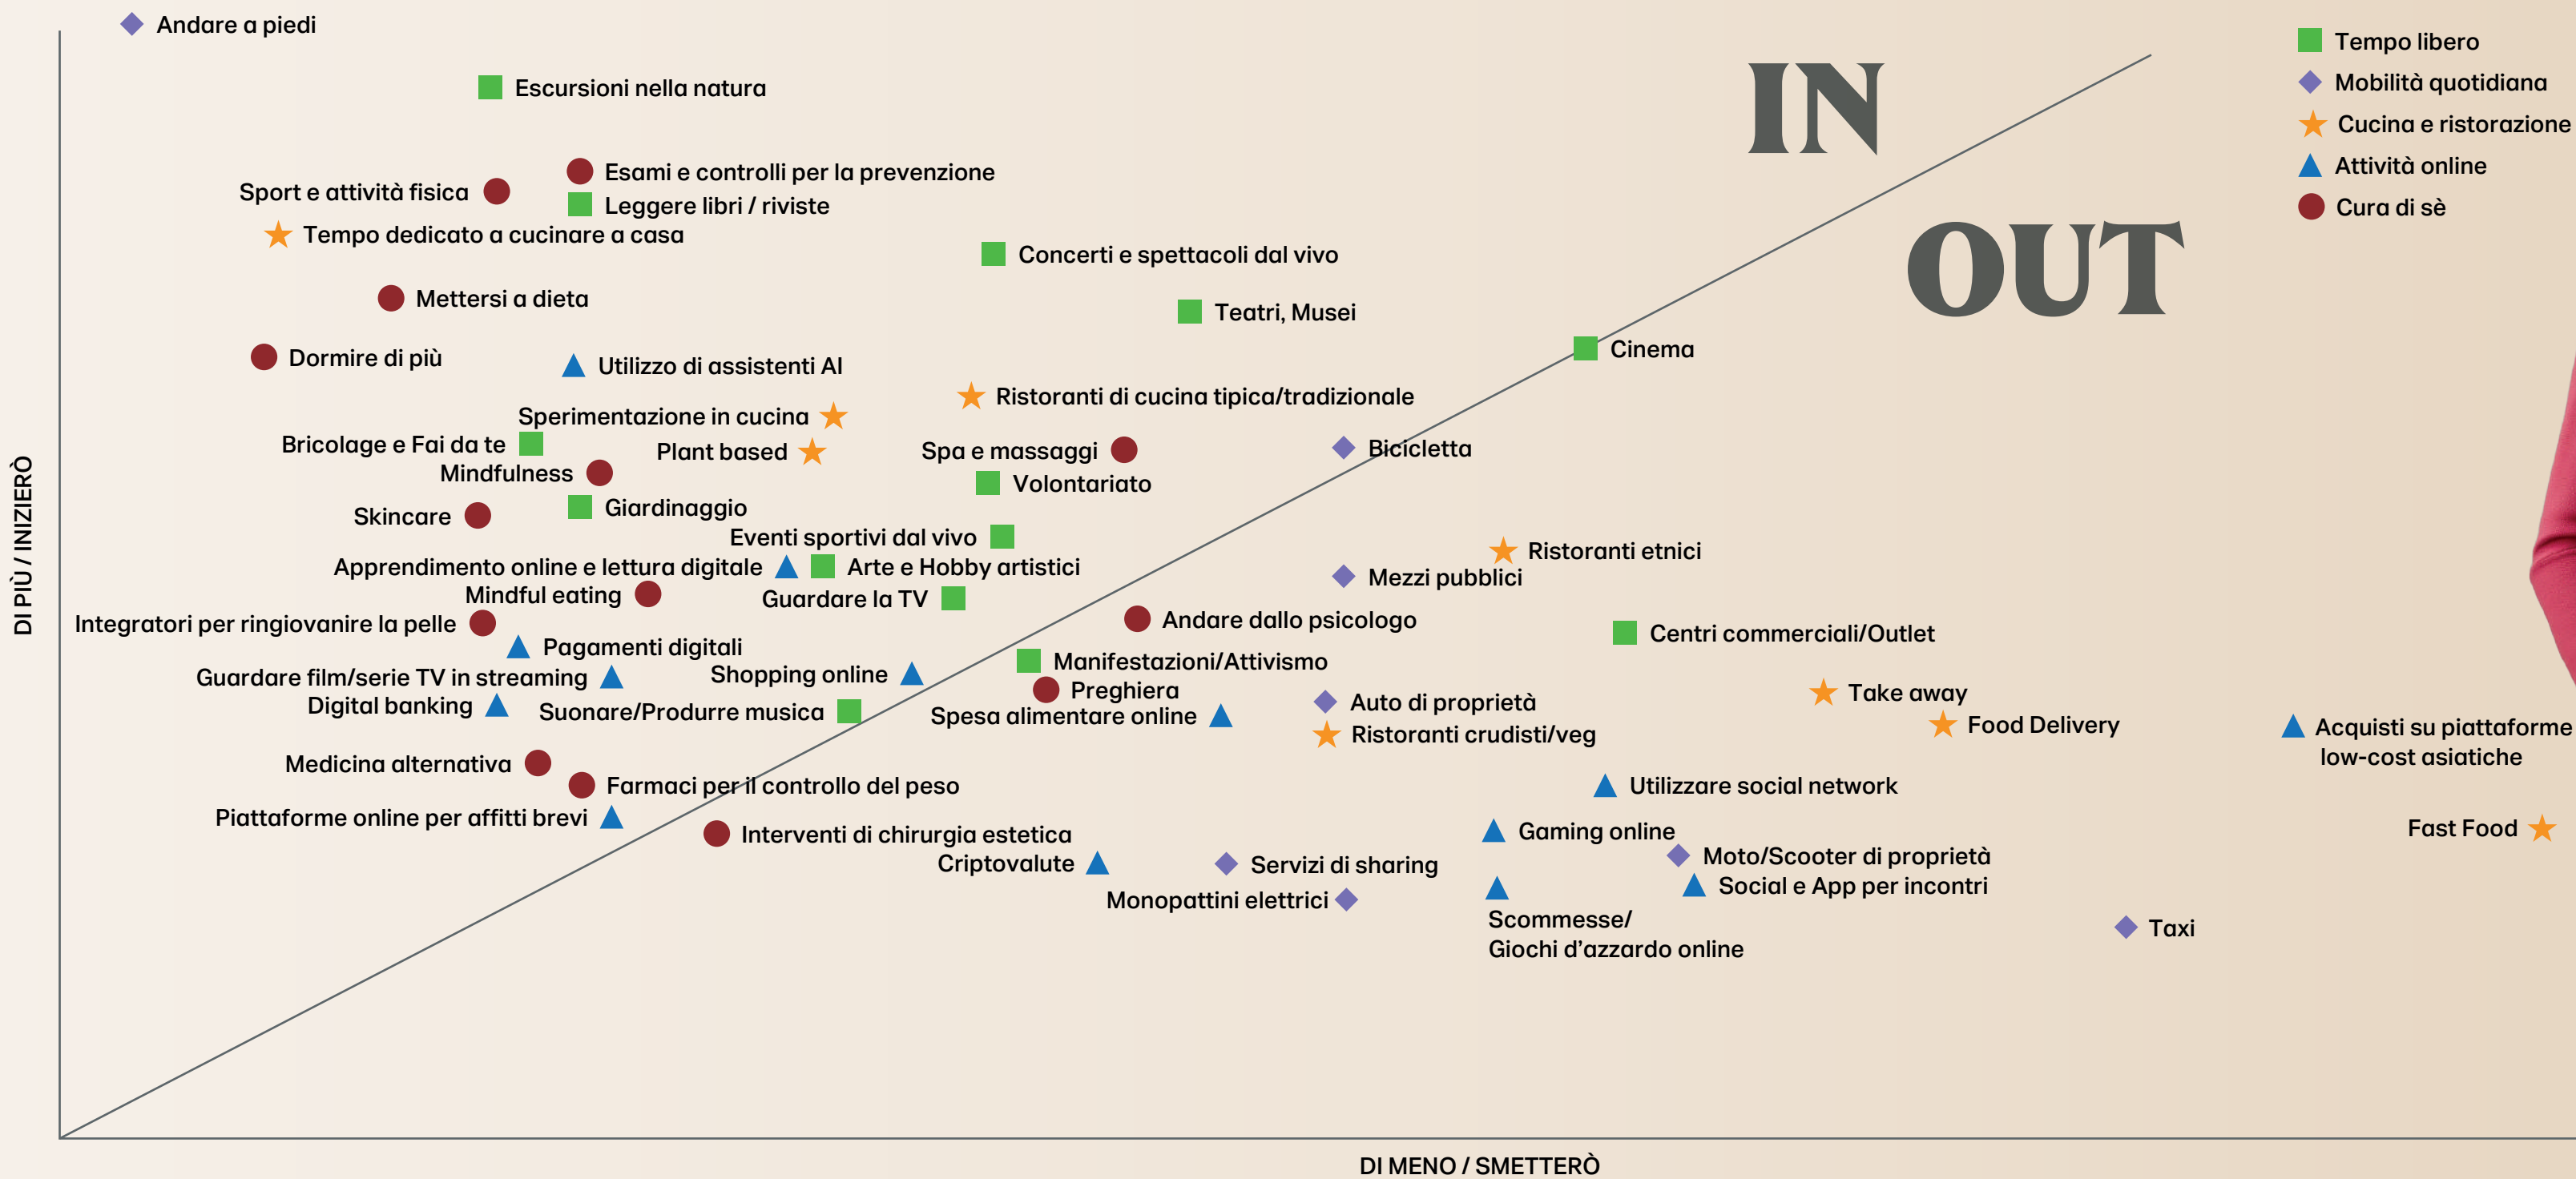 Andare a piedi
Escursioni nella natura
IN
OUT
Tempo libero
Mobilità quotidiana
Cucina e ristorazione
Attività online
Cura di sè
Esami e controlli per la prevenzione
Sport e attività fisica
Leggere libri / riviste
Tempo dedicato a cucinare a casa
Concerti e spettacoli dal vivo
Mettersi a dieta
Teatri, Musei
Cinema
Dormire di più
Utilizzo di assistenti AI
Ristoranti di cucina tipica/tradizionale
Sperimentazione in cucina
Bricolage e Fai da te
Plant based
Spa e massaggi
Bicicletta
Mindfulness
Volontariato
Skincare
Giardinaggio
Eventi sportivi dal vivo
Ristoranti etnici
Apprendimento online e lettura digitale
Arte e Hobby artistici
Mezzi pubblici
Mindful eating
Guardare la TV
Integratori per ringiovanire la pelle
Andare dallo psicologo
Centri commerciali/Outlet
Pagamenti digitali
Manifestazioni/Attivismo
Guardare film/serie TV in streaming
Shopping online
Preghiera
Take away
Digital banking
Suonare/Produrre musica
Spesa alimentare online
Auto di proprietà
Ristoranti crudisti/veg
Food Delivery
Acquisti su piattaforme
low-cost asiatiche
Medicina alternativa
Farmaci per il controllo del peso
Utilizzare social network
Piattaforme online per affitti brevi
Interventi di chirurgia estetica
Gaming online
Fast Food
Criptovalute
Servizi di sharing
Moto/Scooter di proprietà
Social e App per incontri
Monopattini elettrici
Scommesse/
Giochi d’azzardo online
Taxi
DI PIÙ / INIZIERÒ
DI MENO / SMETTERÒ